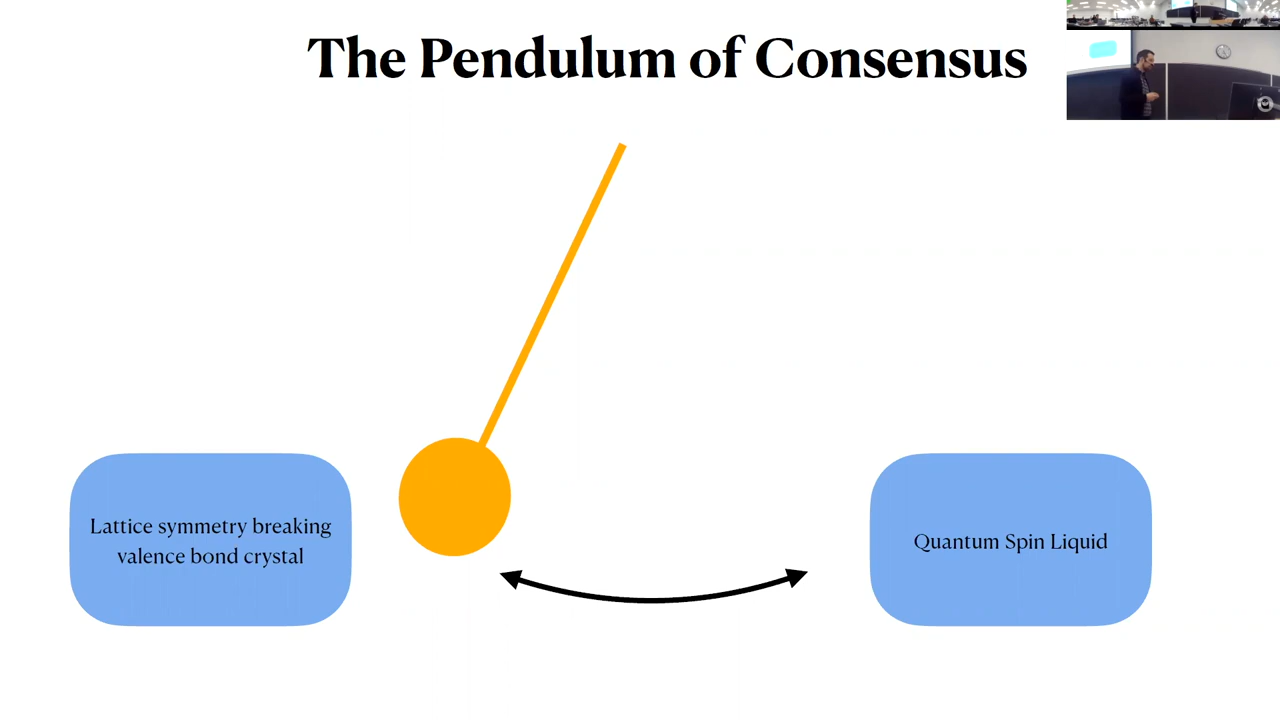 The Pendulum of Consensus
Lattice symmetry breaking
valence bond crystal
Quantum Spin Liquid